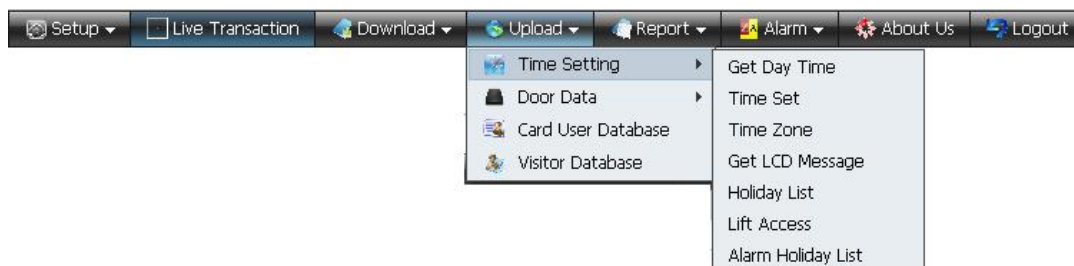 Setup Live Transaction Download Upload Report Alarm About Us Logout
Time Setting
Door Data
Card User Database
Visitor Database
Get Day Time
Time Set
Time Zone
Get LCD Message
Holiday List
Lift Access
Alarm Holiday List